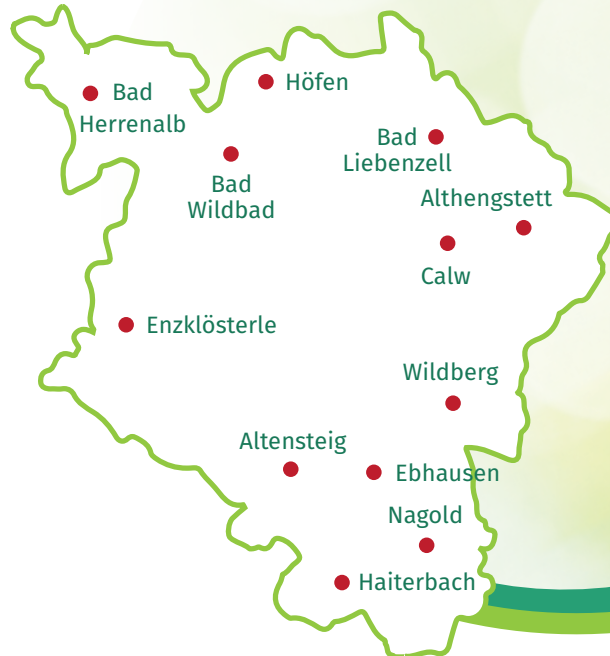 Höfen
Bad
Herrenalb
Bad
Liebenzell
Bad
Wildbad
Althengstett
Calw
Enzklösterle
Wildberg
Altensteig
Ebhausen
Nagold
Haiterbach